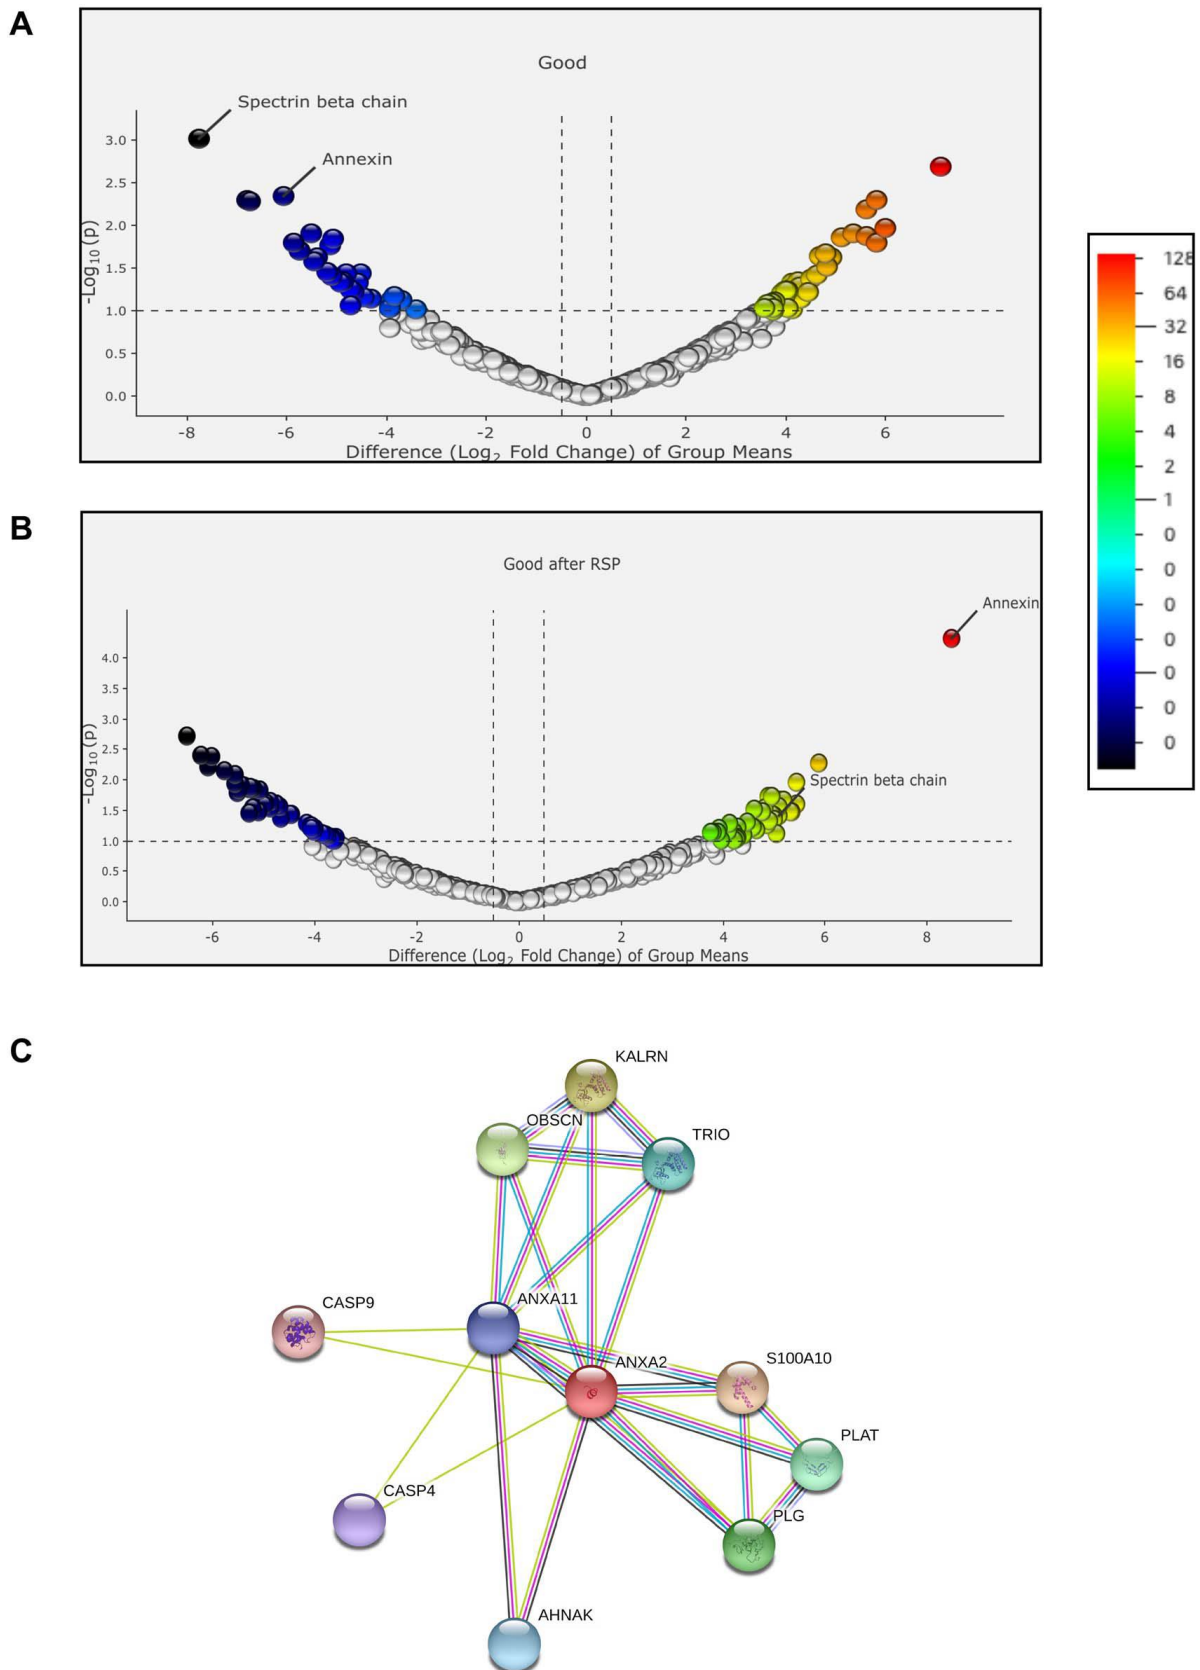 A
Good
Spectrin beta chain
Annexin
3.0
2.5
2.0
1.5
1.0
0.5
0.0
-Log10 (p)
-8 -6 -4 -2 0 2 4 6
Difference (Log2 Fold Change) of Group Means
128
64
32
16
8
4
2
1
0
0
0
0
0
0
0
B
Good after RSP
Annexin
Spectrin beta chain
4.0
3.5
3.0
2.5
2.0
1.5
1.0
0.5
0.0
-Log10 (p)
-6 -4 -2 0 2 4 6 8
Difference (Log2 Fold Change) of Group Means
C
KALRN
OBSCN
TRIO
ANXA11
CASP9
ANXA2
S100A10
PLAT
CASP4
PLG
AHNAK